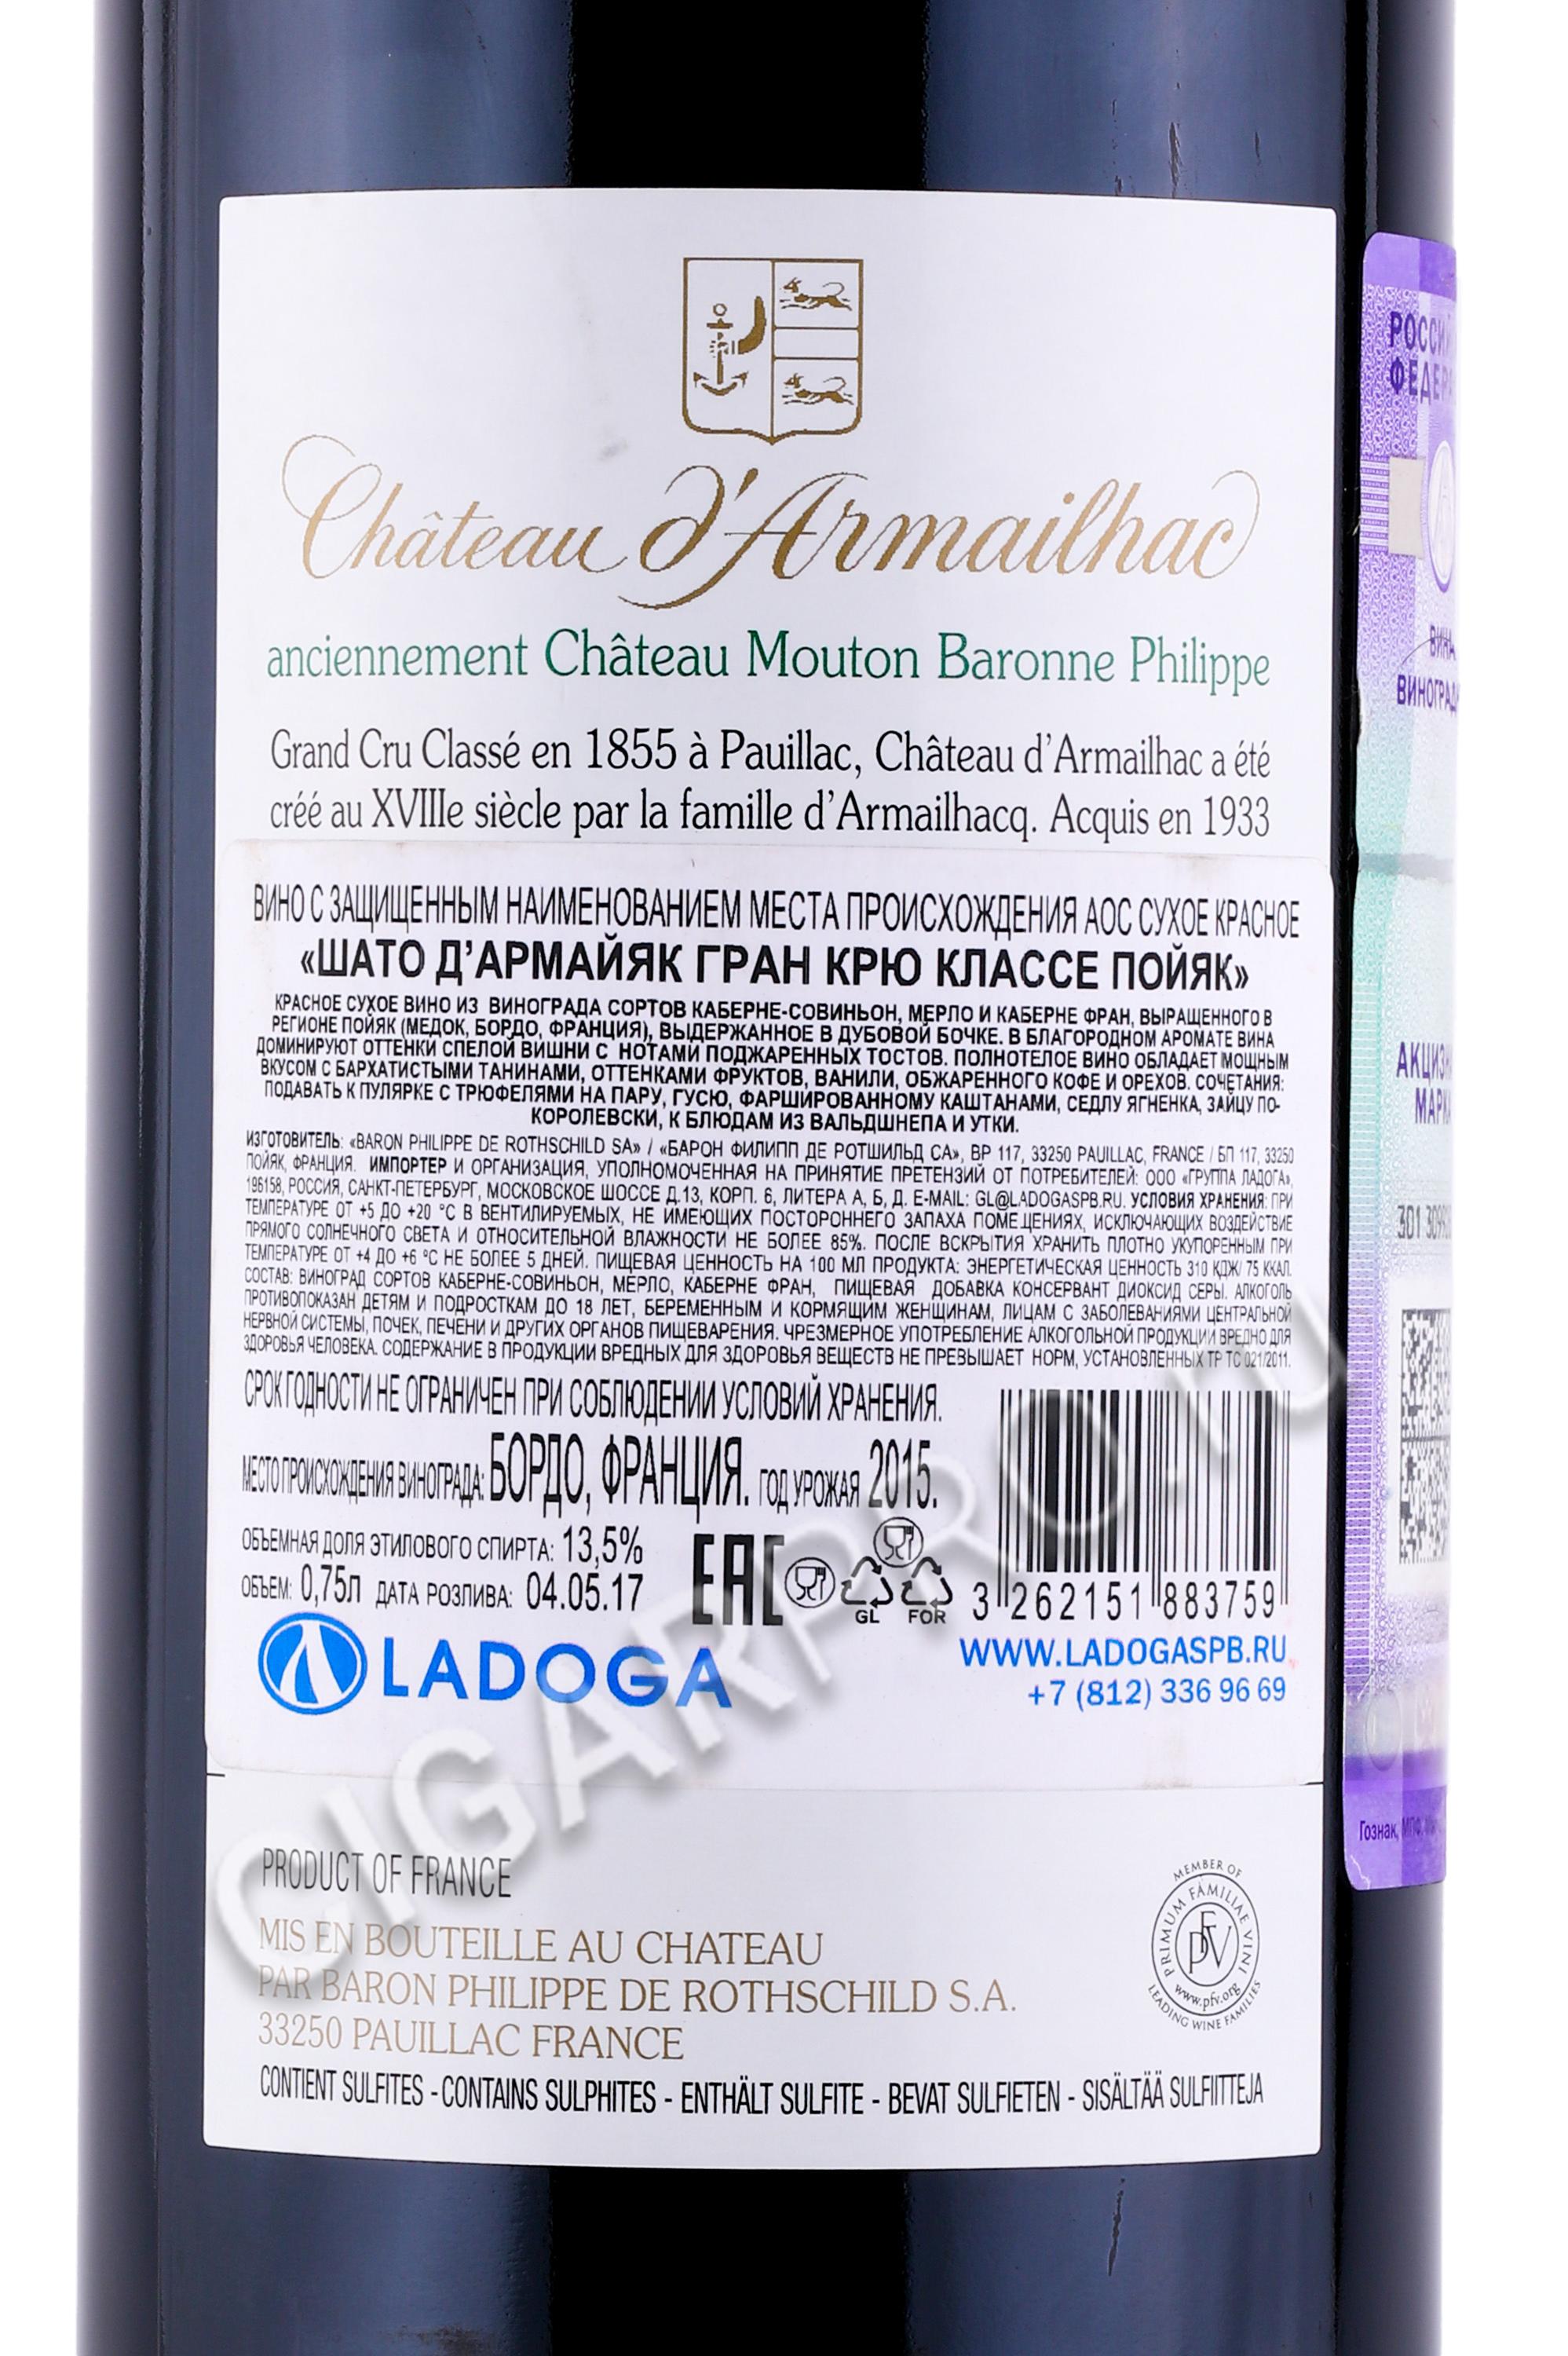 Château d'Armailhac
anciennement Château Mouton Baronne Philippe
Grand Cru Classé en 1855 à Pauillac, Château d'Armailhac a été
créé au XVIIIe siècle par la famille d'Armailhacq. Acquis en 1933
ВИНО С ЗАЩИЩЕННЫМ НАИМЕНОВАНИЕМ МЕСТА ПРОИСХОЖДЕНИЯ АОС СУХОЕ КРАСНОЕ
«ШАТО Д'АРМАЙЯК ГРАН КРЮ КЛАССЕ ПОЙЯК»
КРАСНОЕ СУХОЕ ВИНО ИЗ ВИНОГРАДА СОРТОВ КАБЕРНЕ-СОВИНЬОН, МЕРЛО И КАБЕРНЕ ФРАН, ВЫРАЩЕННОГО В
РЕГИОНЕ ПОЙЯК (МЕДОК, БОРДО, ФРАНЦИЯ), ВЫДЕРЖАННОЕ В ДУБОВОЙ БОЧКЕ. В БЛАГОРОДНОМ АРОМАТЕ ВИНА
ДОМИНИРУЮТ ОТТЕНКИ СПЕЛОЙ ВИШНИ С НОТАМИ ПОДЖАРЕННЫХ ТОСТОВ. ПОЛНОТЕЛОЕ ВИНО ОБЛАДАЕТ МОЩНЫМ
ВКУСОМ С БАРХАТИСТЫМИ ТАНИНАМИ, ОТТЕНКАМИ ФРУКТОВ, ВАНИЛИ, ОБЖАРЕННОГО КОФЕ И ОРЕХОВ. СОЧЕТАНИЯ:
ПОДАВАТЬ К ПУЛЯРКЕ С ТРЮФЕЛЯМИ НА ПАРУ, ГУСЮ, ФАРШИРОВАННОМУ КАШТАНАМИ, СЕДЛУ ЯГНЕНКА, ЗАЙЦУ ПО-
КОРОЛЕВСКИ, К БЛЮДАМ ИЗ ВАЛЬДШНЕПА И УТКИ.
ИЗГОТОВИТЕЛЬ: «BARON PHILIPPE DE ROTHSCHILD SA» / «БАРОН ФИЛИПП ДЕ РОТШИЛЬД СА», BP 117, 33250 PAUILLAC, FRANCE / БП 117, 33250
ПОЙЯК, ФРАНЦИЯ. ИМПОРТЕР И ОРГАНИЗАЦИЯ, УПОЛНОМОЧЕННАЯ НА ПРИНЯТИЕ ПРЕТЕНЗИЙ ОТ ПОТРЕБИТЕЛЕЙ: ООО «ГРУППА ЛАДОГА»,
196158, РОССИЯ, САНКТ-ПЕТЕРБУРГ, МОСКОВСКОЕ ШОССЕ Д.13, КОРП. 6, ЛИТЕРА А, Б, Д. E-MAIL: GL@LADOGASPB.RU. УСЛОВИЯ ХРАНЕНИЯ: ПРИ
ТЕМПЕРАТУРЕ ОТ +5 ДО +20 °С В ВЕНТИЛИРУЕМЫХ, НЕ ИМЕЮЩИХ ПОСТОРОННЕГО ЗАПАХА ПОМЕЩЕНИЯХ, ИСКЛЮЧАЮЩИХ ВОЗДЕЙСТВИЕ
ПРЯМОГО СОЛНЕЧНОГО СВЕТА И ОТНОСИТЕЛЬНОЙ ВЛАЖНОСТИ НЕ БОЛЕЕ 85%. ПОСЛЕ ВСКРЫТИЯ ХРАНИТЬ ПЛОТНО УКУПОРЕННЫМ ПРИ
ТЕМПЕРАТУРЕ ОТ +4 ДО +6 °С НЕ БОЛЕЕ 5 ДНЕЙ. ПИЩЕВАЯ ЦЕННОСТЬ НА 100 МЛ ПРОДУКТА: ЭНЕРГЕТИЧЕСКАЯ ЦЕННОСТЬ 310 КДЖ/ 75 ККАЛ.
СОСТАВ: ВИНОГРАД СОРТОВ КАБЕРНЕ-СОВИНЬОН, МЕРЛО, КАБЕРНЕ ФРАН, ПИЩЕВАЯ ДОБАВКА КОНСЕРВАНТ ДИОКСИД СЕРЫ. АЛКОГОЛЬ
ПРОТИВОПОКАЗАН ДЕТЯМ И ПОДРОСТКАМ ДО 18 ЛЕТ, БЕРЕМЕННЫМ И КОРМЯЩИМ ЖЕНЩИНАМ, ЛИЦАМ С ЗАБОЛЕВАНИЯМИ ЦЕНТРАЛЬНОЙ
НЕРВНОЙ СИСТЕМЫ, ПОЧЕК, ПЕЧЕНИ И ДРУГИХ ОРГАНОВ ПИЩЕВАРЕНИЯ. ЧРЕЗМЕРНОЕ УПОТРЕБЛЕНИЕ АЛКОГОЛЬНОЙ ПРОДУКЦИИ ВРЕДНО ДЛЯ
ЗДОРОВЬЯ ЧЕЛОВЕКА. СОДЕРЖАНИЕ В ПРОДУКЦИИ ВРЕДНЫХ ДЛЯ ЗДОРОВЬЯ ВЕЩЕСТВ НЕ ПРЕВЫШАЕТ НОРМ, УСТАНОВЛЕННЫХ ТР ТС 021/2011.
СРОК ГОДНОСТИ НЕ ОГРАНИЧЕН ПРИ СОБЛЮДЕНИИ УСЛОВИЙ ХРАНЕНИЯ.
МЕСТО ПРОИСХОЖДЕНИЯ ВИНОГРАДА: БОРДО, ФРАНЦИЯ. ГОД УРОЖАЯ 2015.
ОБЪЕМНАЯ ДОЛЯ ЭТИЛОВОГО СПИРТА: 13,5%
ОБЪЕМ: 0,75Л ДАТА РОЗЛИВА: 04.05.17
EAC
GL FOR
3 262151 883759
LADOGA
WWW.LADOGASPB.RU
+7 (812) 336 96 69
PRODUCT OF FRANCE
MIS EN BOUTEILLE AU CHATEAU
PAR BARON PHILIPPE DE ROTHSCHILD S.A.
33250 PAUILLAC FRANCE
CONTIENT SULFITES - CONTAINS SULPHITES - ENTHÄLT SULFITE - BEVAT SULFIETEN - SISÄLTÄÄ SULFIITTEJA
MEMBER OF
PRIMUM FAMILIAE VINI
PFV
www.pfv.org
LEADING WINE FAMILIES
РОССИЙ
ФЕДЕР
ВИНА
ВИНОГРАД
АКЦИЗН
МАРК
301
Гознак,
CIGARPRO.ru